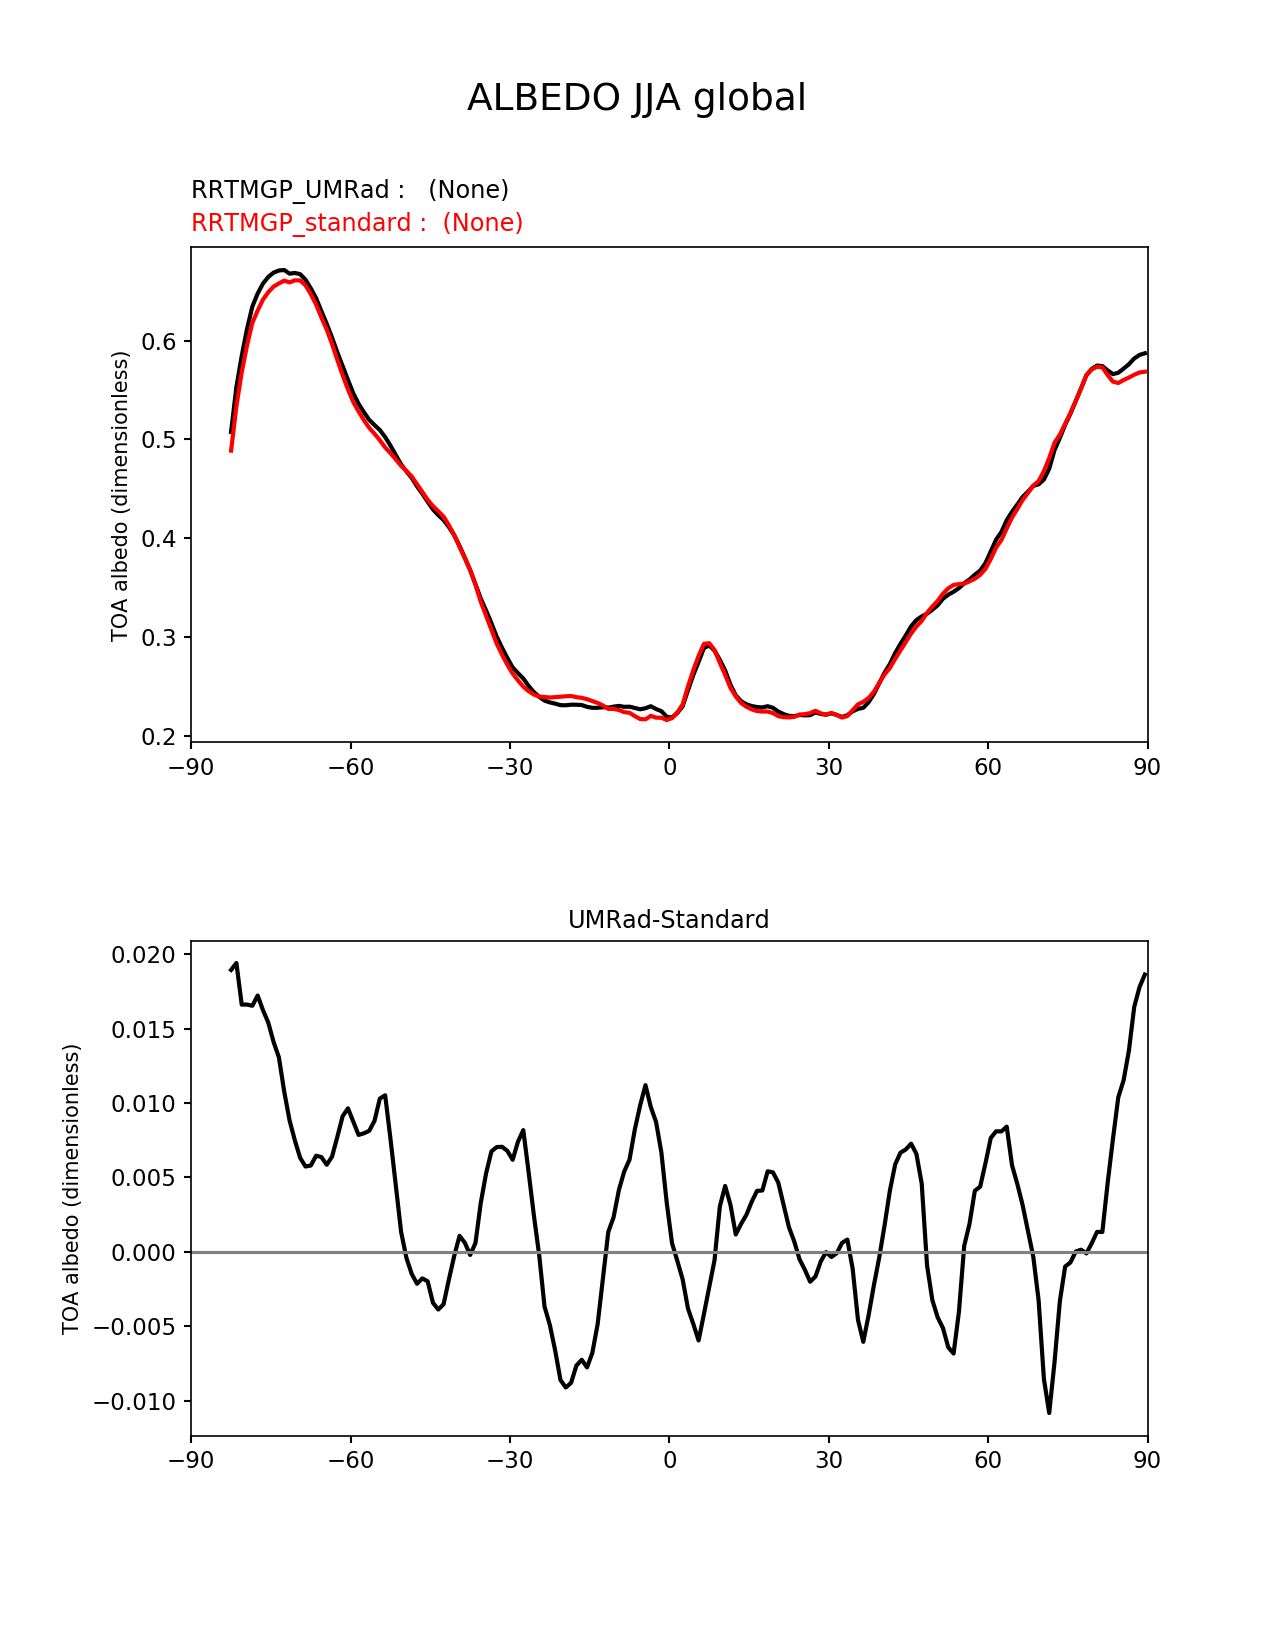 ALBEDO JJA global
RRTMGP_UMRad :   (None)
RRTMGP_standard :  (None)
TOA albedo (dimensionless)
0.6
0.5
0.4
0.3
0.2
−90 −60 −30 0 30 60 90
UMRad-Standard
TOA albedo (dimensionless)
0.020
0.015
0.010
0.005
0.000
−0.005
−0.010
−90 −60 −30 0 30 60 90